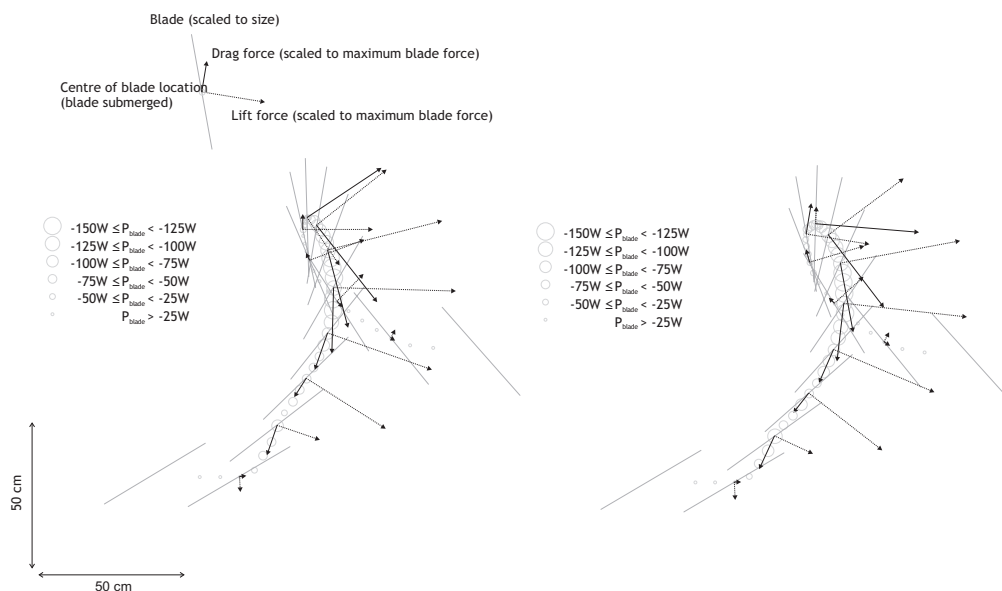 Blade (scaled to size)
Drag force (scaled to maximum blade force)
Centre of blade location
(blade submerged)
Lift force (scaled to maximum blade force)
-150W ≤ P_blade < -125W
-125W ≤ P_blade < -100W
-100W ≤ P_blade < -75W
-75W ≤ P_blade < -50W
-50W ≤ P_blade < -25W
P_blade > -25W
-150W ≤ P_blade < -125W
-125W ≤ P_blade < -100W
-100W ≤ P_blade < -75W
-75W ≤ P_blade < -50W
-50W ≤ P_blade < -25W
P_blade > -25W
50 cm
50 cm